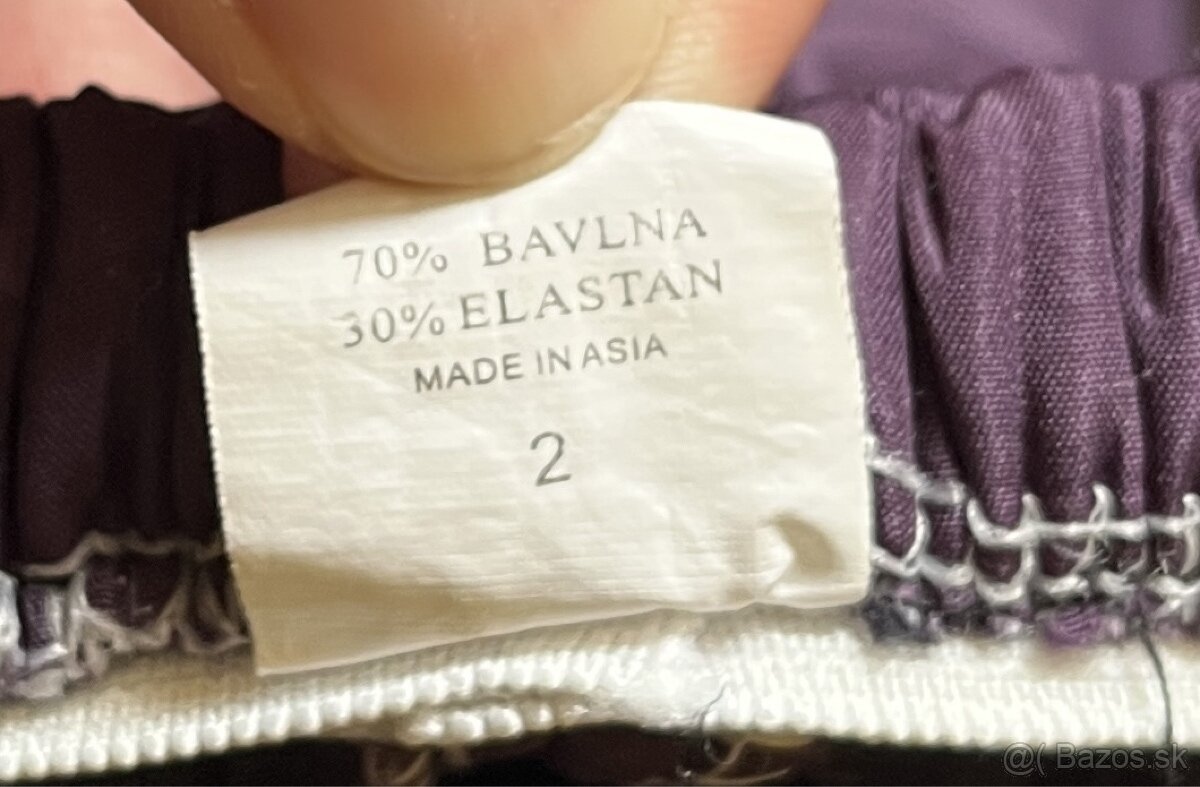 70% BAVLNA
30% ELASTAN
MADE IN ASIA
2
@( Bazos.sk